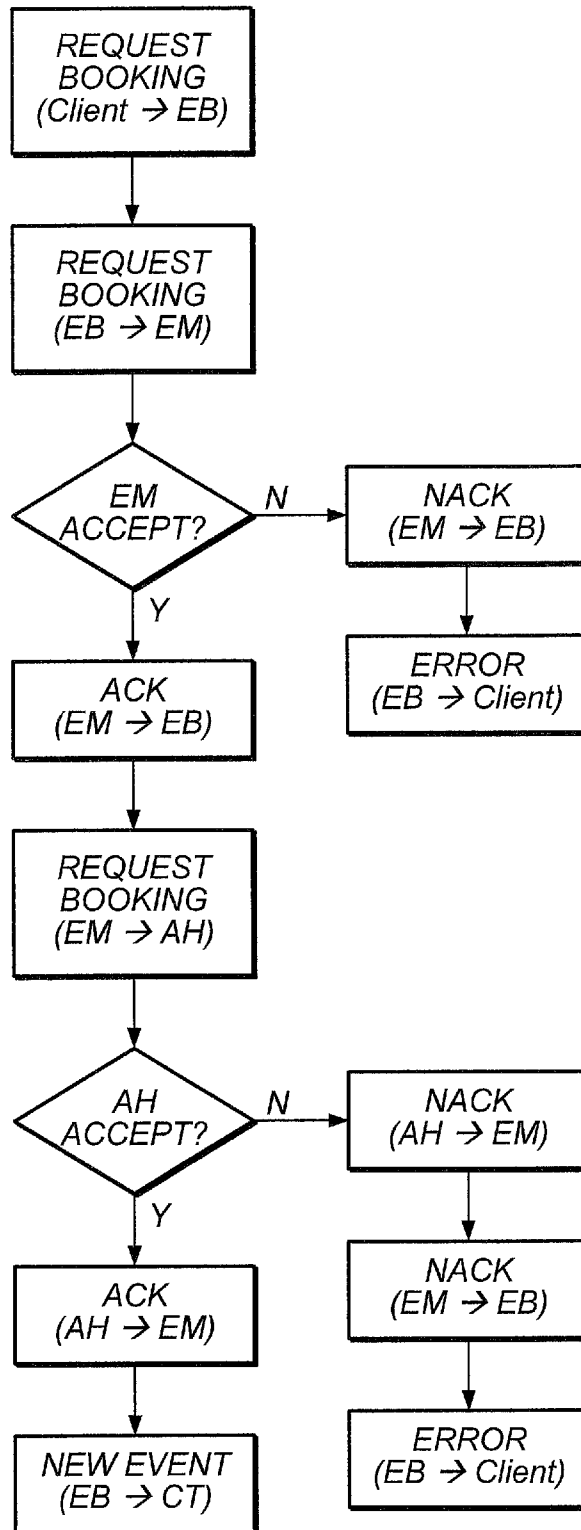 REQUEST
BOOKING
(Client → EB)
REQUEST
BOOKING
(EB → EM)
EM
ACCEPT?
N
NACK
(EM → EB)
Y
ERROR
(EB → Client)
ACK
(EM → EB)
REQUEST
BOOKING
(EM → AH)
AH
ACCEPT?
N
NACK
(AH → EM)
Y
ACK
(AH → EM)
NACK
(EM → EB)
NEW EVENT
(EB → CT)
ERROR
(EB → Client)